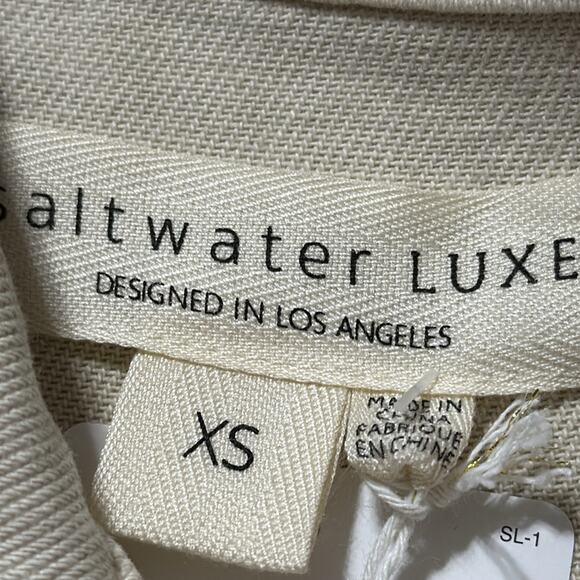 saltwater LUXE
DESIGNED IN LOS ANGELES
XS
MADE IN
CHINA
FABRIQUE
EN CHINE
SL-1